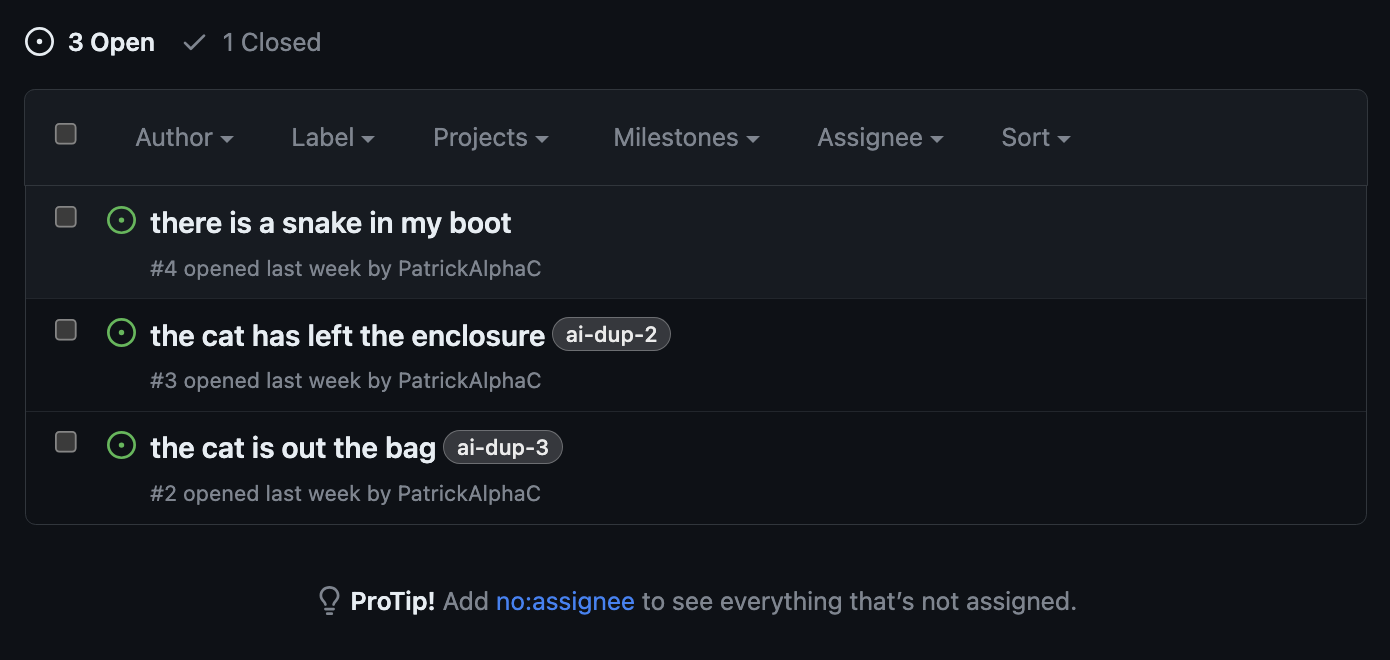 3 Open 1 Closed
Author Label Projects Milestones Assignee Sort
there is a snake in my boot
#4 opened last week by PatrickAlphaC
the cat has left the enclosure ai-dup-2
#3 opened last week by PatrickAlphaC
the cat is out the bag ai-dup-3
#2 opened last week by PatrickAlphaC
ProTip! Add no:assignee to see everything that’s not assigned.